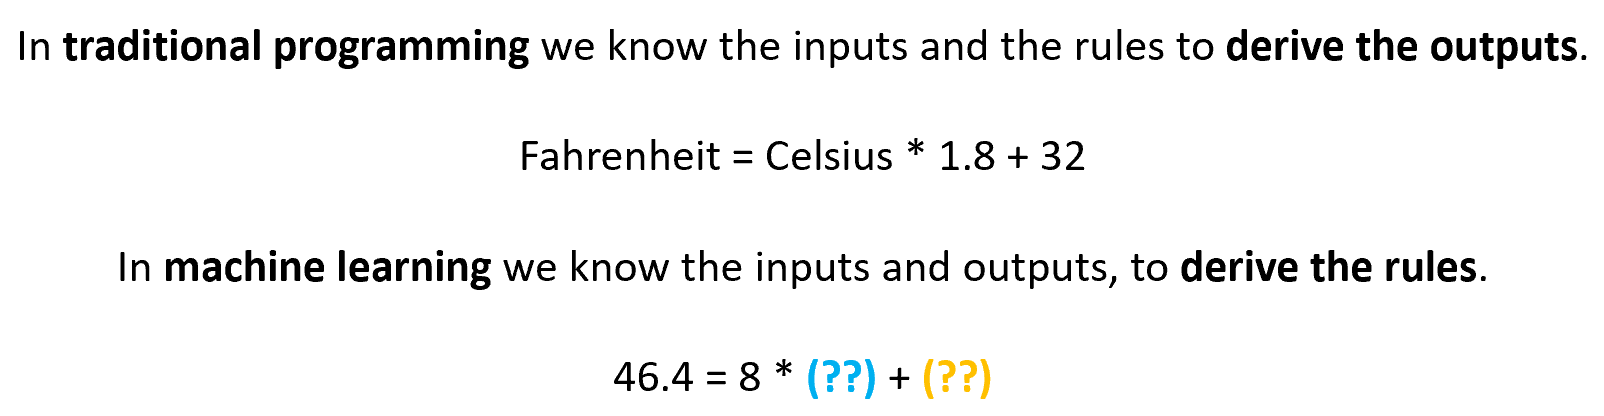 In traditional programming we know the inputs and the rules to derive the outputs.
Fahrenheit = Celsius * 1.8 + 32
In machine learning we know the inputs and outputs, to derive the rules.
46.4 = 8 * (??) + (??)